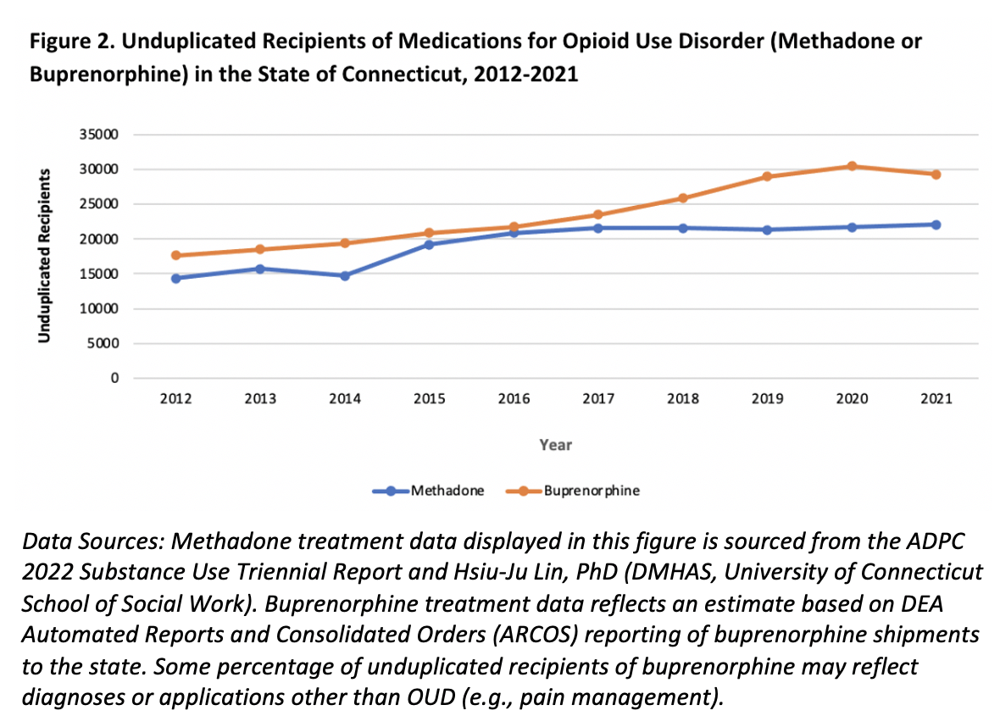 Figure 2. Unduplicated Recipients of Medications for Opioid Use Disorder (Methadone or
Buprenorphine) in the State of Connecticut, 2012-2021
Unduplicated Recipients
35000
30000
25000
20000
15000
10000
5000
0
2012 2013 2014 2015 2016 2017 2018 2019 2020 2021
Year
Methadone Buprenorphine
Data Sources: Methadone treatment data displayed in this figure is sourced from the ADPC
2022 Substance Use Triennial Report and Hsiu-Ju Lin, PhD (DMHAS, University of Connecticut
School of Social Work). Buprenorphine treatment data reflects an estimate based on DEA
Automated Reports and Consolidated Orders (ARCOS) reporting of buprenorphine shipments
to the state. Some percentage of unduplicated recipients of buprenorphine may reflect
diagnoses or applications other than OUD (e.g., pain management).